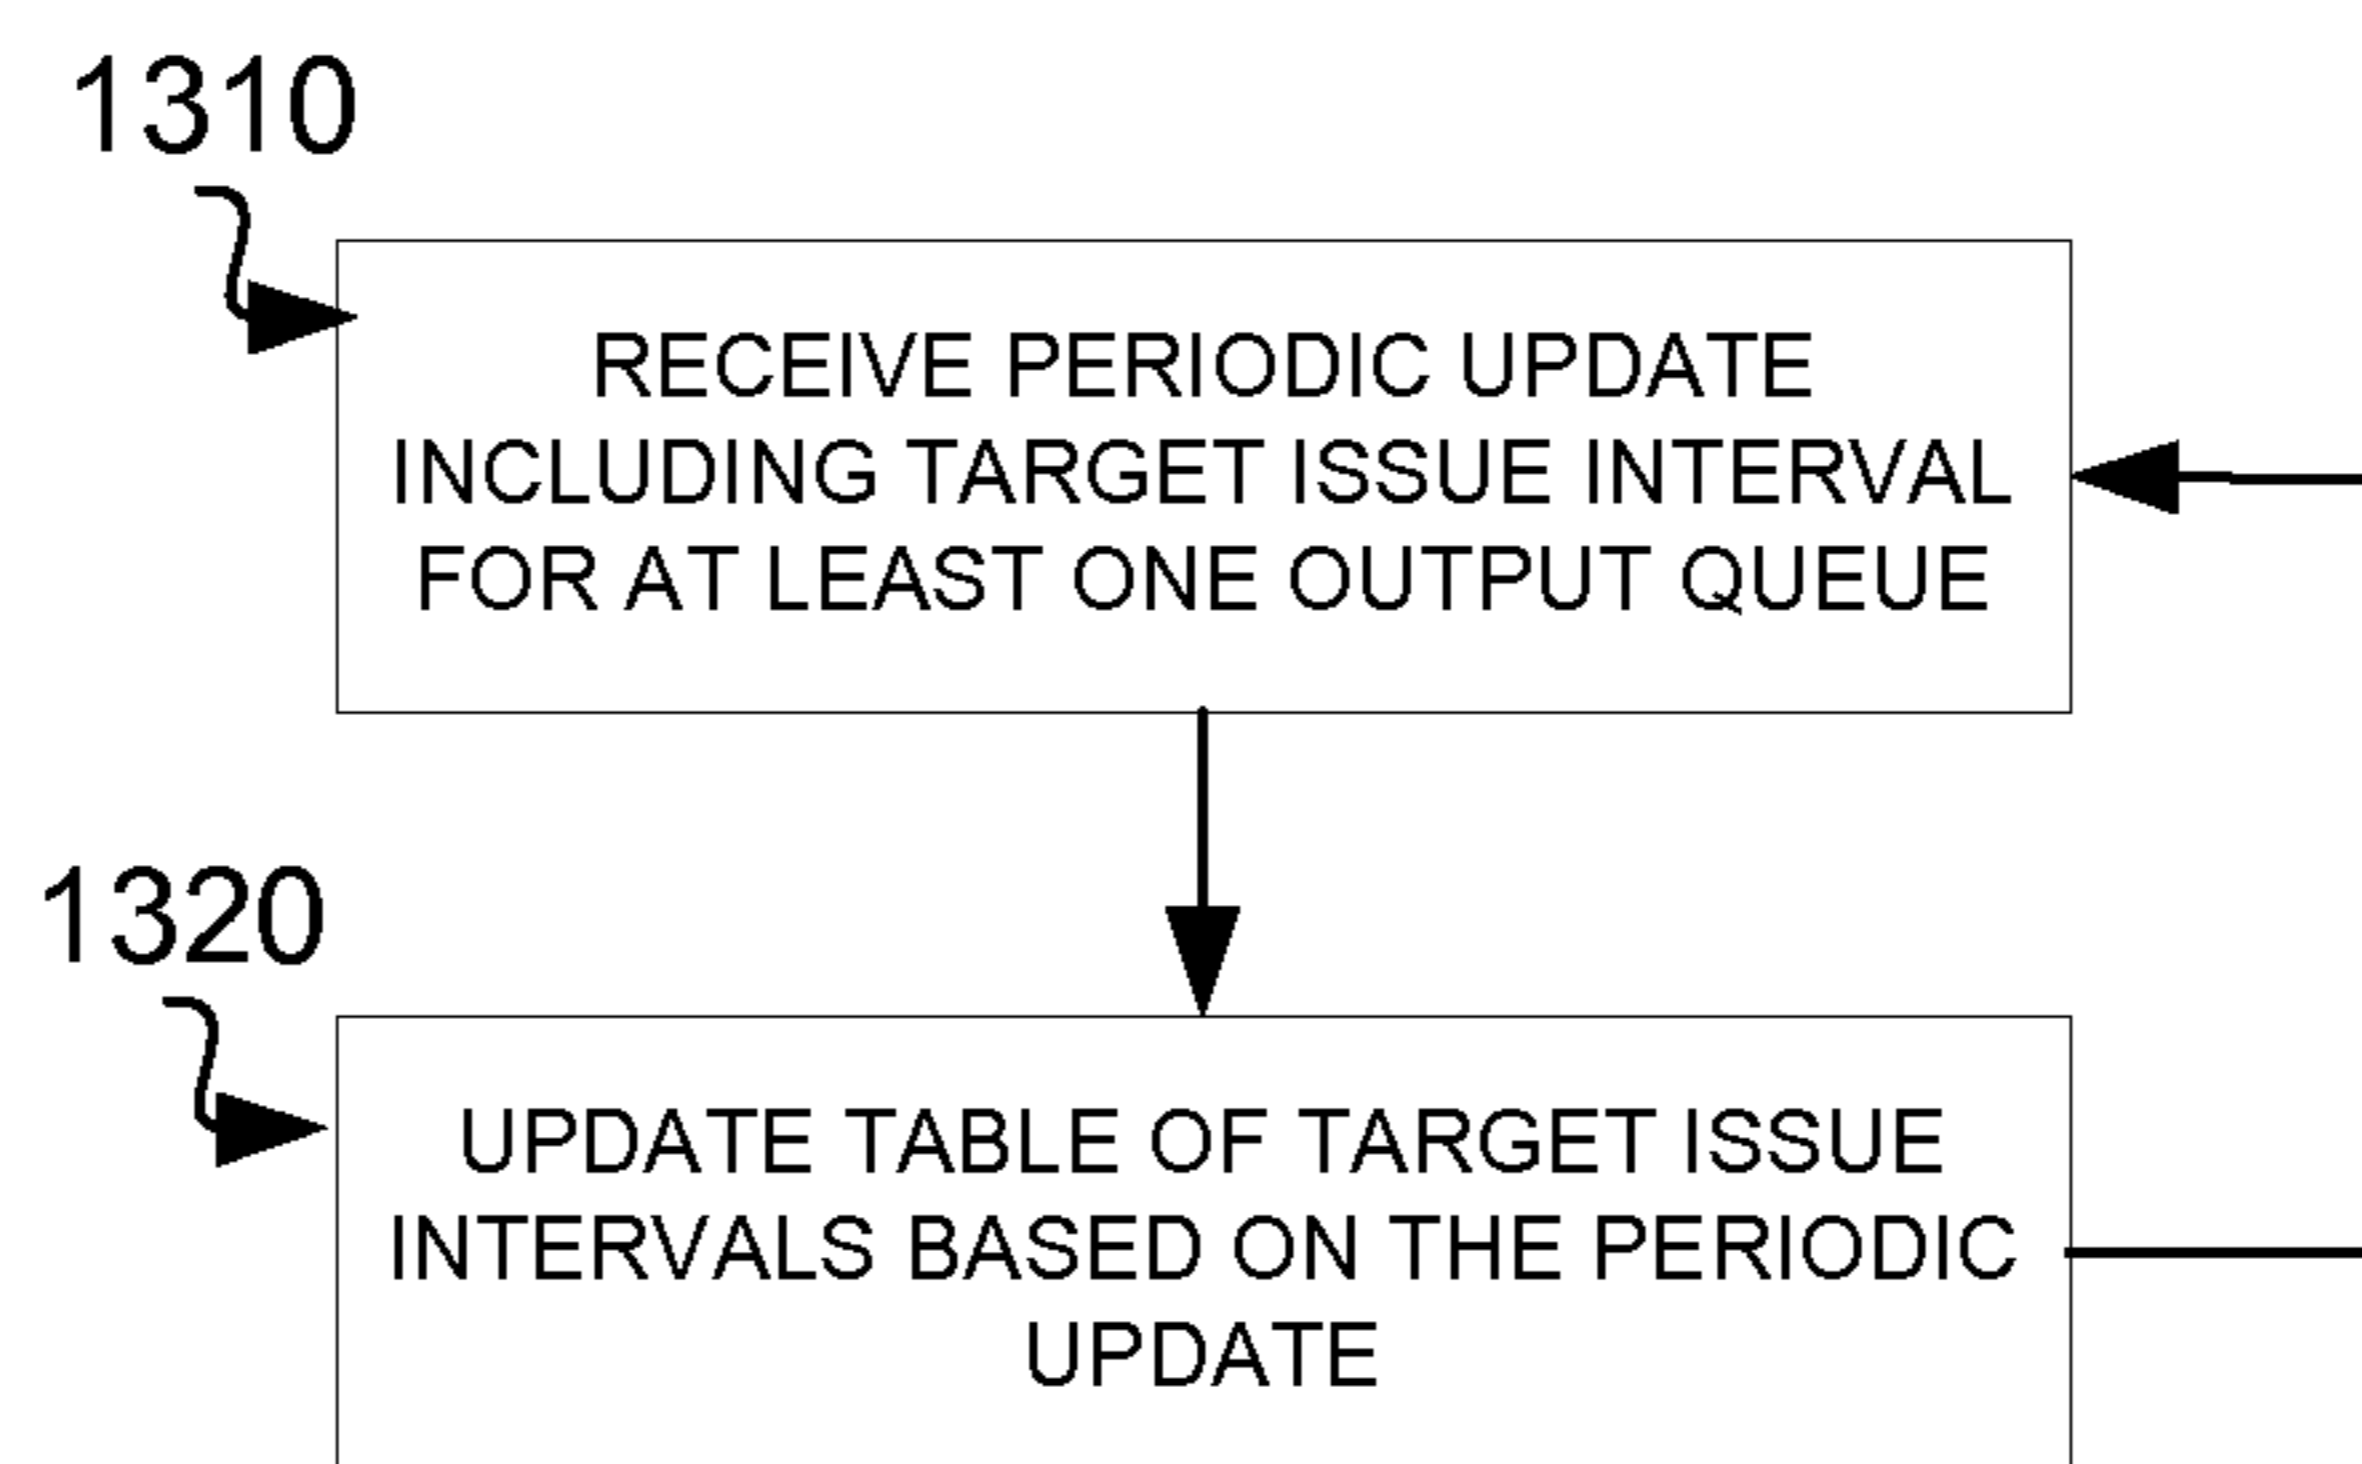 1310
RECEIVE PERIODIC UPDATE
INCLUDING TARGET ISSUE INTERVAL
FOR AT LEAST ONE OUTPUT QUEUE
1320
UPDATE TABLE OF TARGET ISSUE
INTERVALS BASED ON THE PERIODIC
UPDATE